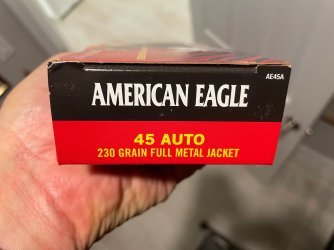 AE45A
AMERICAN EAGLE
45 AUTO
230 GRAIN FULL METAL JACKET